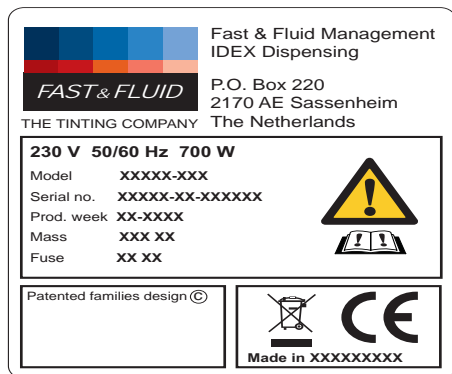 Fast & Fluid Management
IDEX Dispensing
P.O. Box 220
2170 AE Sassenheim
The Netherlands
FAST & FLUID
THE TINTING COMPANY
230 V 50/60 Hz 700 W
Model XXXXX-XXX
Serial no. XXXXX-XX-XXXXXX
Prod. week XX-XXXX
Mass XXX XX
Fuse XX XX
! !
Patented families design ©
CE
Made in XXXXXXXXX